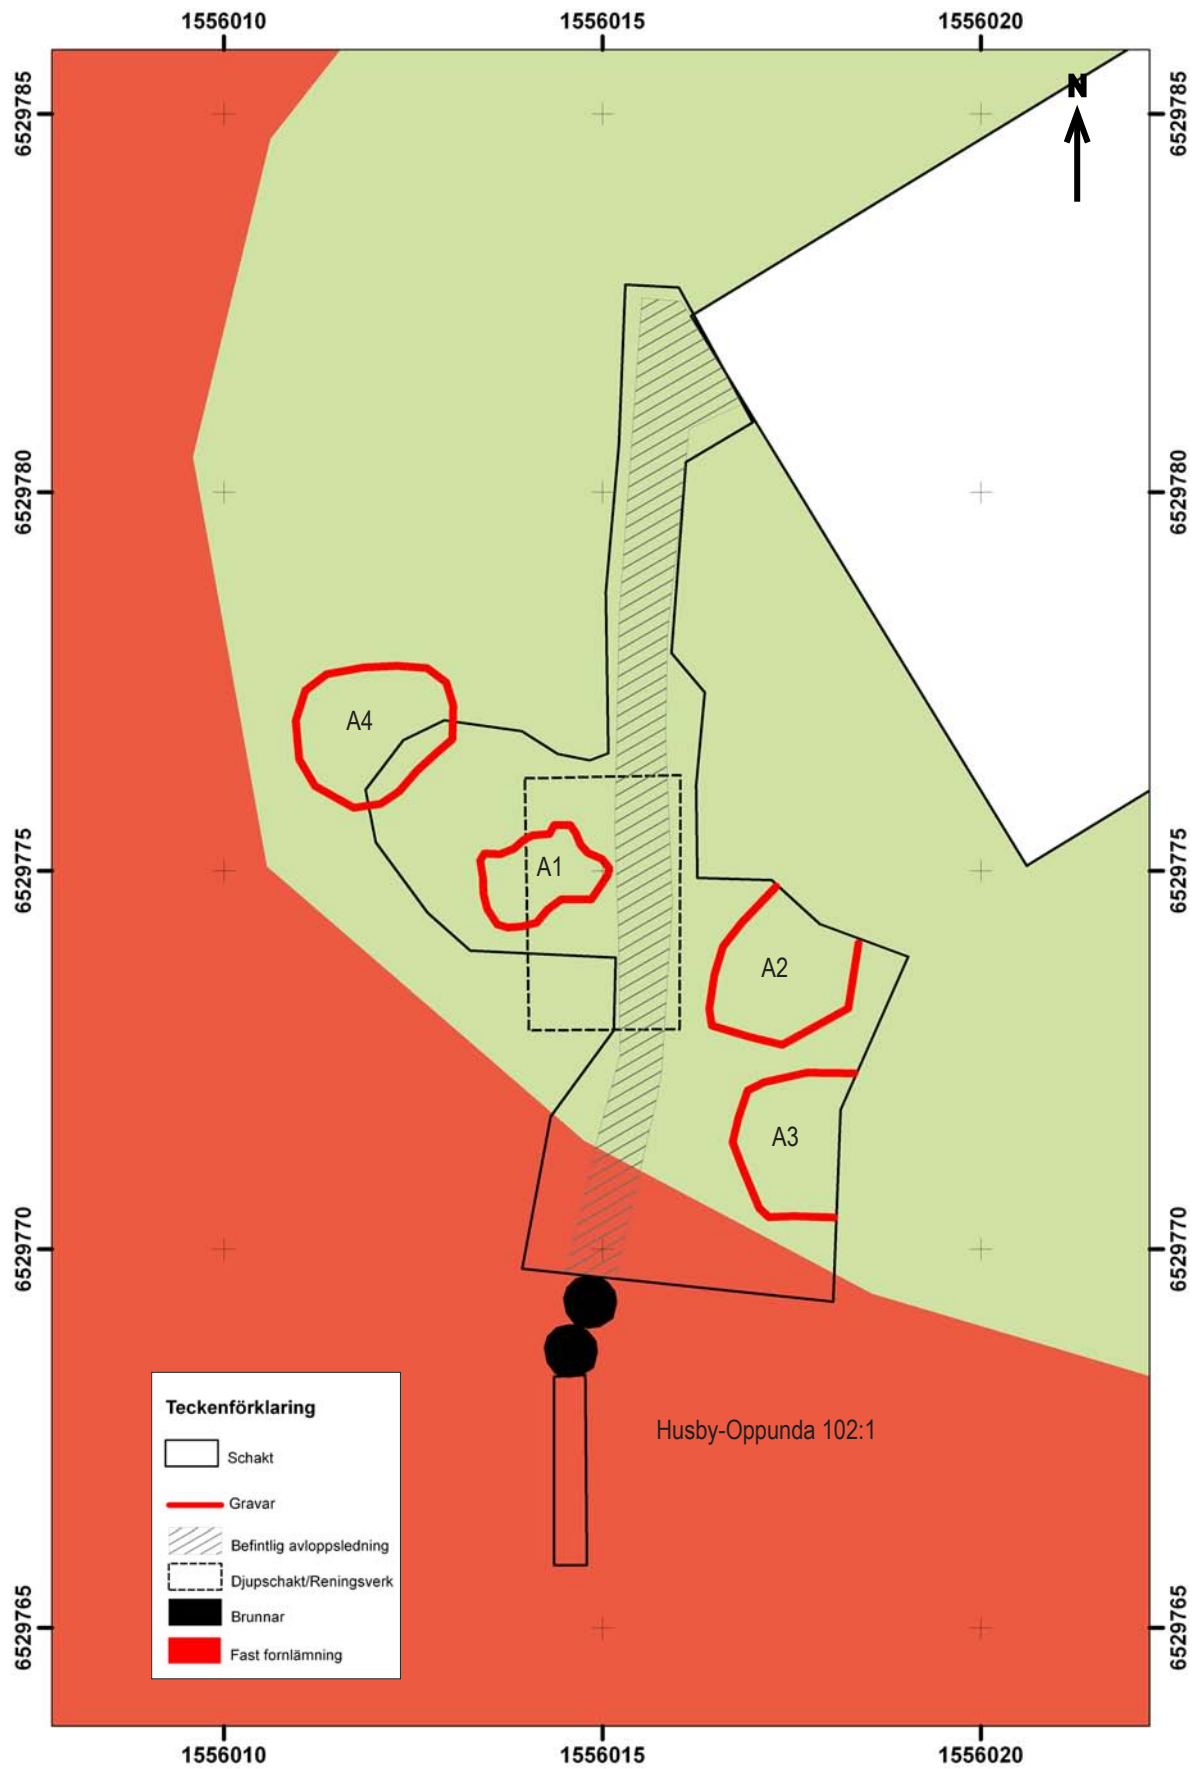 1556010 1556015 1556020
6529785 6529785
N
6529780 6529780
A4
A1
6529775 6529775
A2
A3
6529770 6529770
Husby-Oppunda 102:1
Teckenförklaring
Schakt
Gravar
Befintlig avloppsledning
Djupschakt/Reningsverk
Brunnar
Fast fornlämning
6529765 6529765
1556010 1556015 1556020